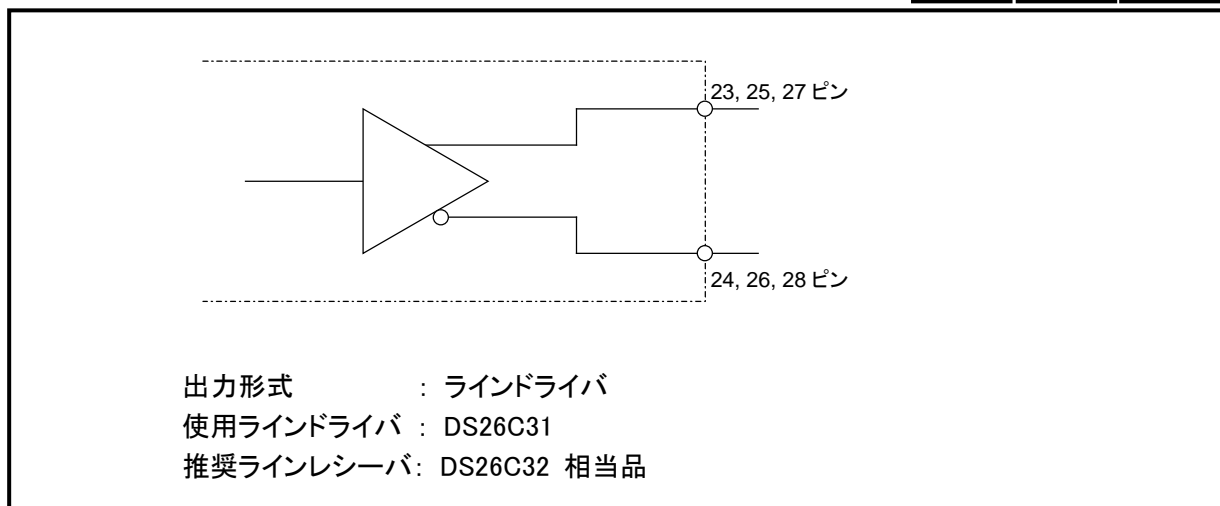 23, 25, 27 ピン
24, 26, 28 ピン
出力形式 : ラインドライバ
使用ラインドライバ : DS26C31
推奨ラインレシーバ: DS26C32 相当品